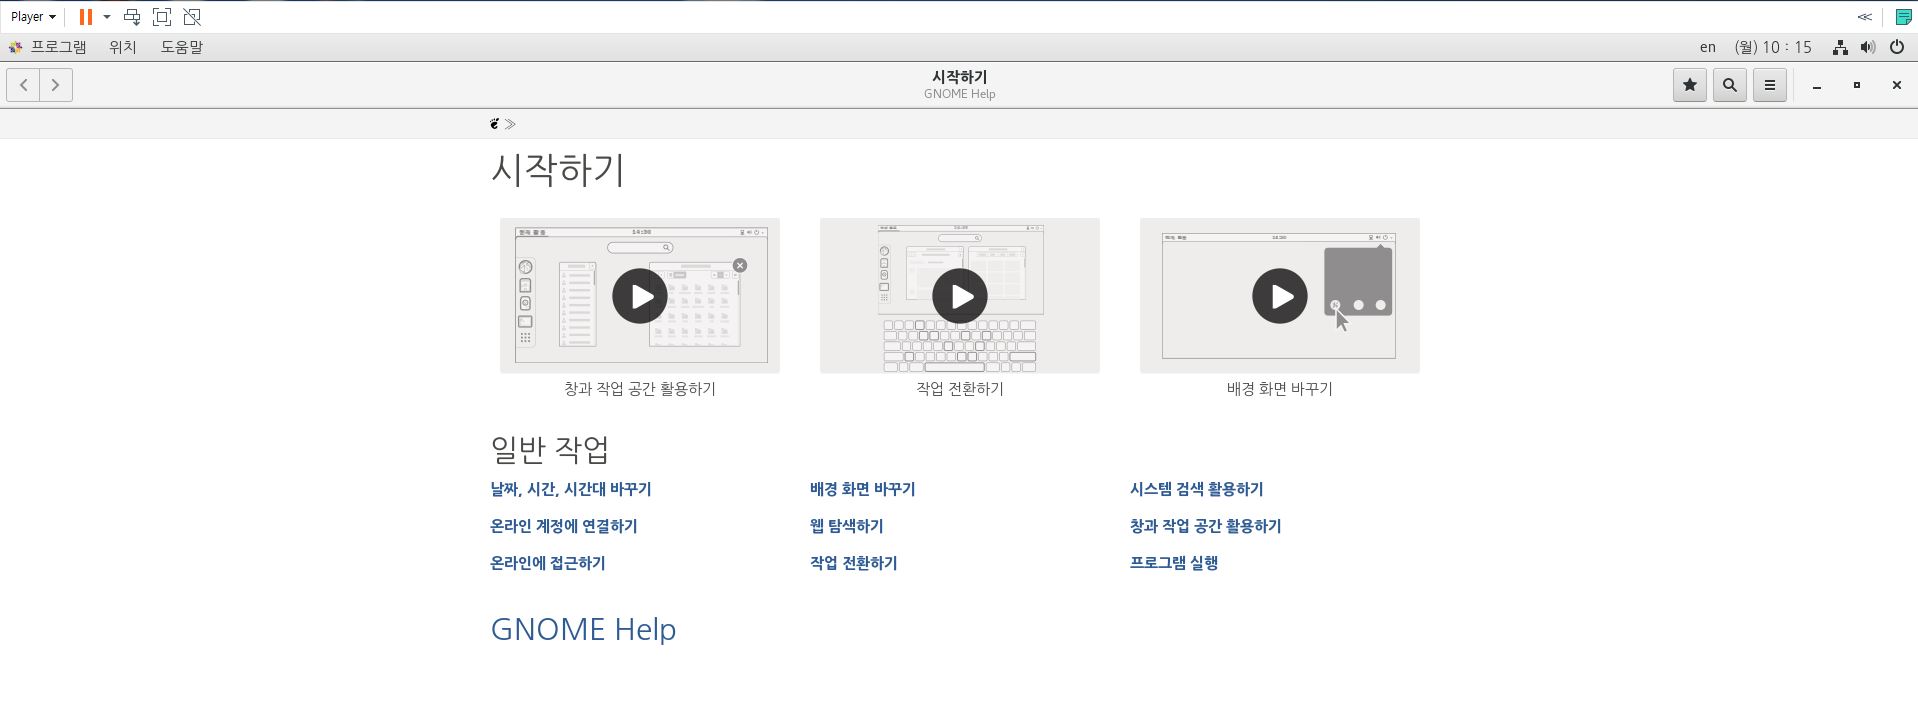 Player
프로그램 위치 도움말 en (월) 10 : 15
시작하기
GNOME Help
시작하기
14:30
창과 작업 공간 활용하기 작업 전환하기 배경 화면 바꾸기
일반 작업
날짜, 시간, 시간대 바꾸기 배경 화면 바꾸기 시스템 검색 활용하기
온라인 계정에 연결하기 웹 탐색하기 창과 작업 공간 활용하기
온라인에 접근하기 작업 전환하기 프로그램 실행
GNOME Help